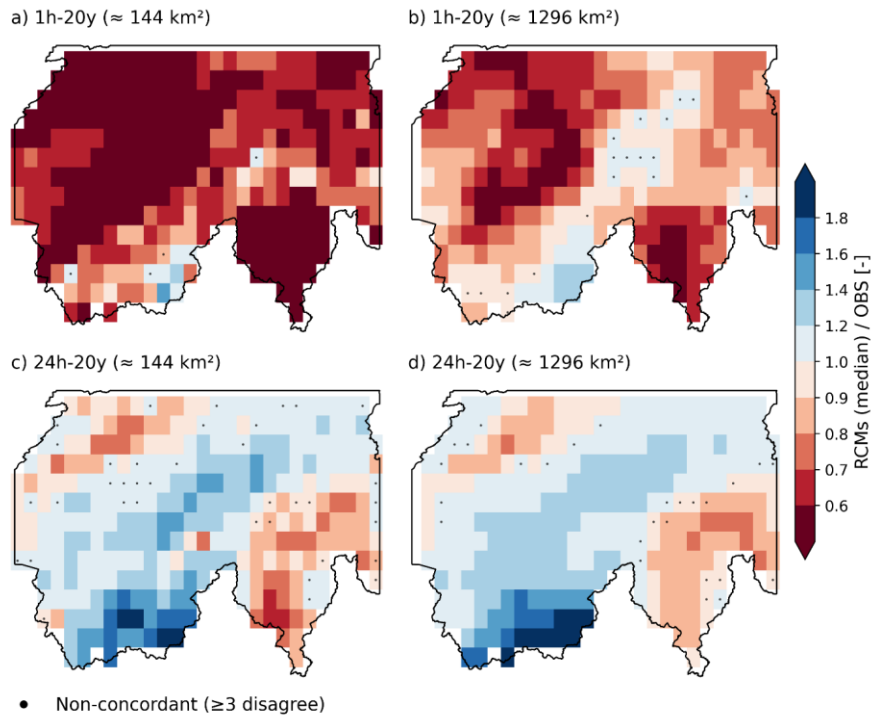 a) 1h-20y (≈ 144 km²)
b) 1h-20y (≈ 1296 km²)
c) 24h-20y (≈ 144 km²)
d) 24h-20y (≈ 1296 km²)
1.8
1.6
1.4
1.2
1.0
0.9
0.8
0.7
0.6
RCMs (median) / OBS [-]
Non-concordant (≥3 disagree)